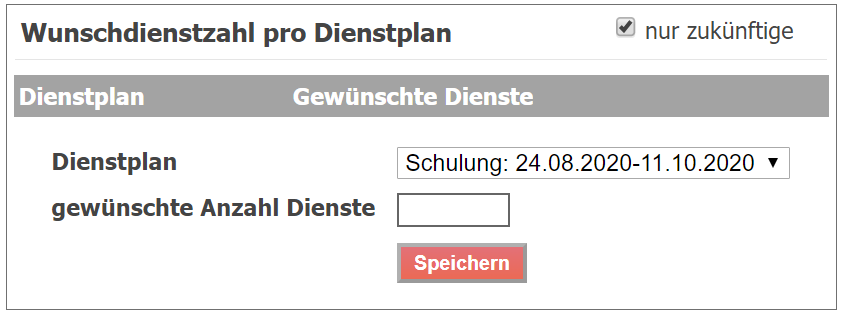 Wunschdienstzahl pro Dienstplan nur zukünftige
Dienstplan Gewünschte Dienste
Dienstplan Schulung: 24.08.2020-11.10.2020
gewünschte Anzahl Dienste
Speichern